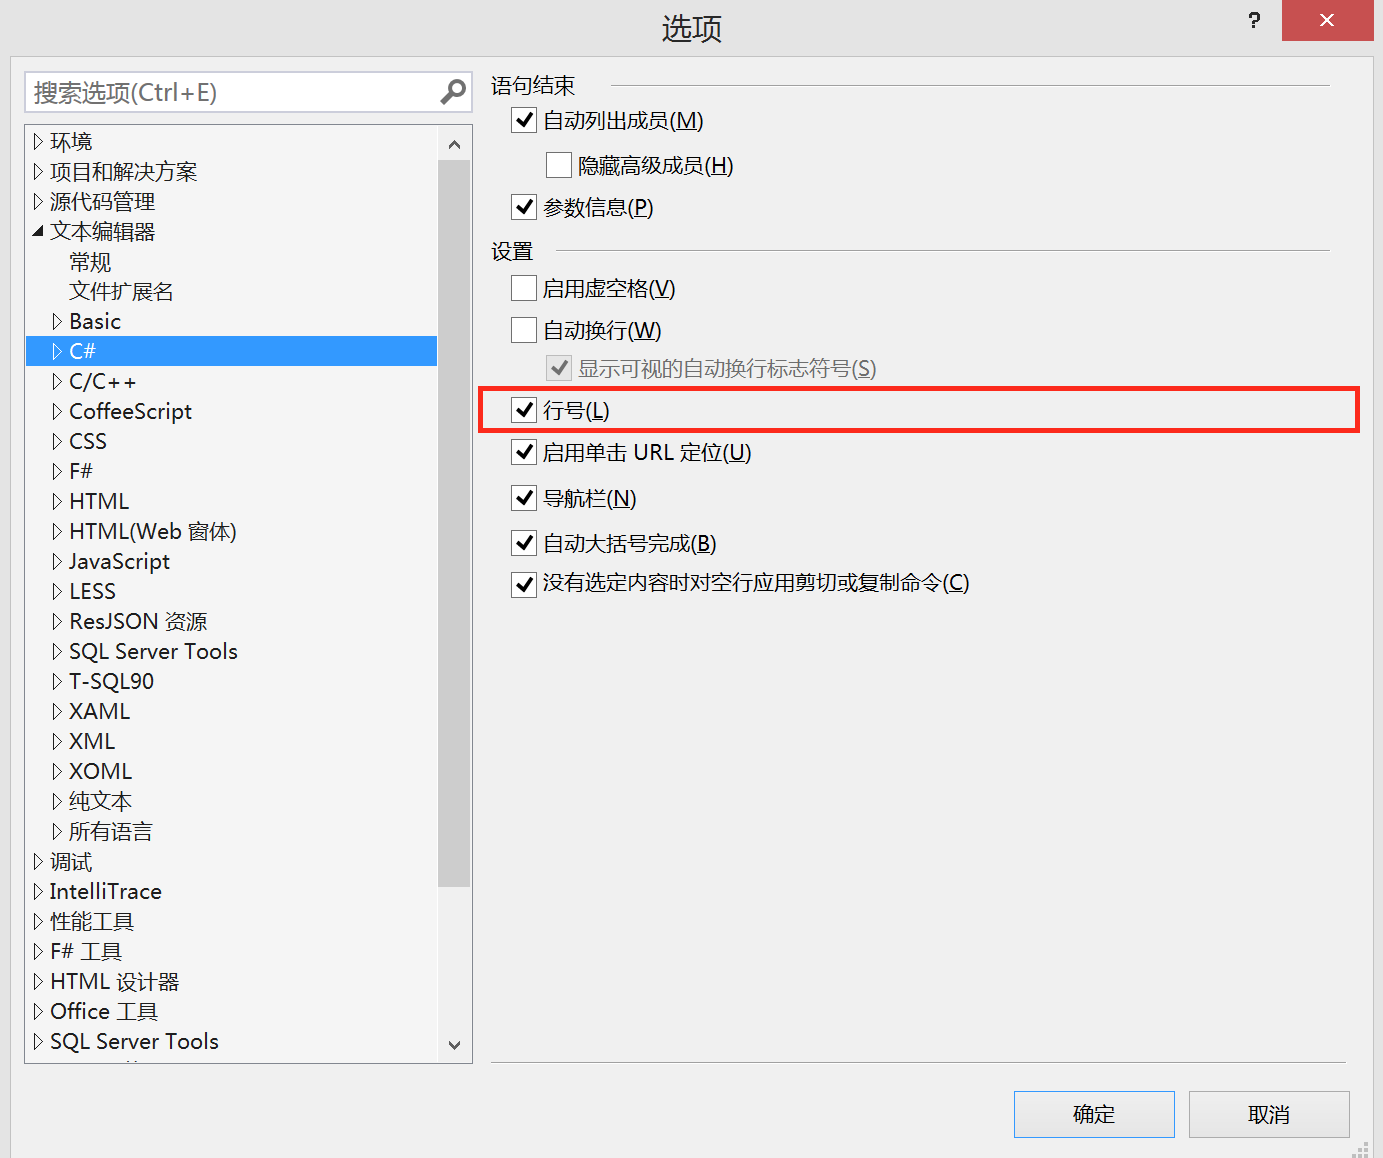 选项
?
搜索选项(Ctrl+E)
环境
项目和解决方案
源代码管理
文本编辑器
常规
文件扩展名
Basic
C#
C/C++
CoffeeScript
CSS
F#
HTML
HTML(Web 窗体)
JavaScript
LESS
ResJSON 资源
SQL Server Tools
T-SQL90
XAML
XML
XOML
纯文本
所有语言
调试
IntelliTrace
性能工具
F# 工具
HTML 设计器
Office 工具
SQL Server Tools
语句结束
自动列出成员(M)
隐藏高级成员(H)
参数信息(P)
设置
启用虚空格(V)
自动换行(W)
显示可视的自动换行标志符号(S)
行号(L)
启用单击 URL 定位(U)
导航栏(N)
自动大括号完成(B)
没有选定内容时对空行应用剪切或复制命令(C)
确定
取消